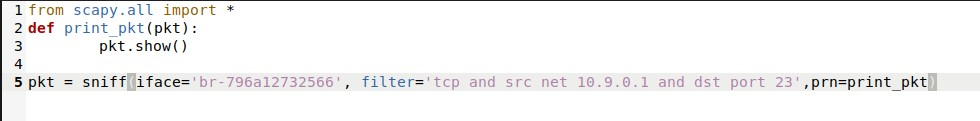 1 from scapy.all import *
2 def print_pkt(pkt):
3         pkt.show()
4
5 pkt = sniff(iface='br-796a12732566', filter='tcp and src net 10.9.0.1 and dst port 23',prn=print_pkt)